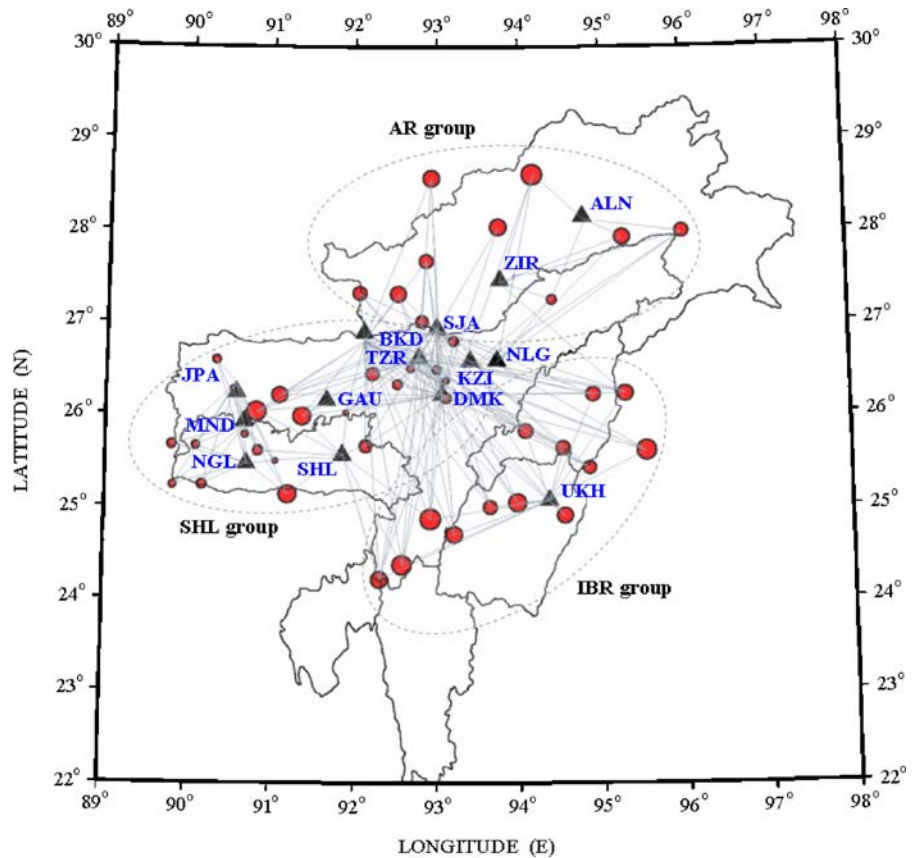 89° 90° 91° 92° 93° 94° 95° 96° 97° 98°
30° 30°
AR group
29° 29°
ALN
28° 28°
ZIR
27° 27°
SJA
BKD
TZR NLG
JPA KZI
GAU DMK
26° 26°
MND
NGL SHL
UKH
25° 25°
SHL group
IBR group
24° 24°
23° 23°
22° 22°
89° 90° 91° 92° 93° 94° 95° 96° 97° 98°
LATITUDE (N)
LONGITUDE (E)